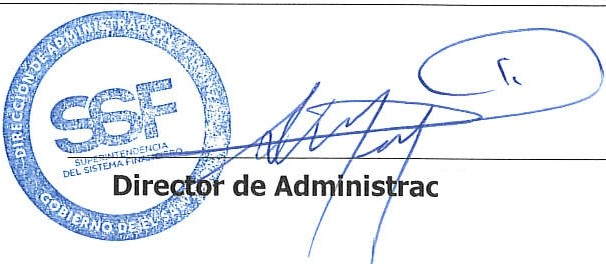 DIRECCIÓN DE ADMINISTRACIÓN
SSF
SUPERINTENDENCIA
DEL SISTEMA FINANCIERO
GOBIERNO DE EL
Director de Administrac